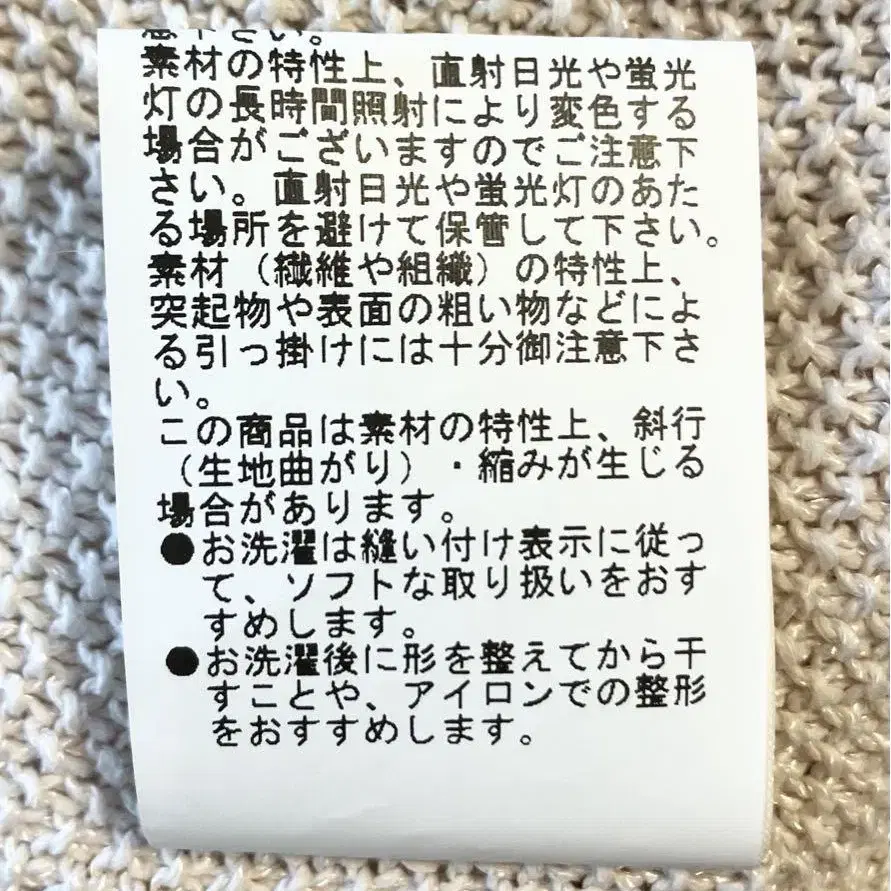 意下さい。
素材の特性上、直射日光や蛍光
灯の長時間照射により変色する
場合がございますのでご注意下
さい。直射日光や蛍光灯のあた
る場所を避けて保管して下さい。
素材（繊維や組織）の特性上、
突起物や表面の粗い物などによ
る引っ掛けには十分御注意下さ
い。
この商品は素材の特性上、斜行
（生地曲がり）・縮みが生じる
場合があります。
●お洗濯は縫い付け表示に従っ
て、ソフトな取り扱いをおす
すめします。
●お洗濯後に形を整えてから干
すことや、アイロンでの整形
をおすすめします。